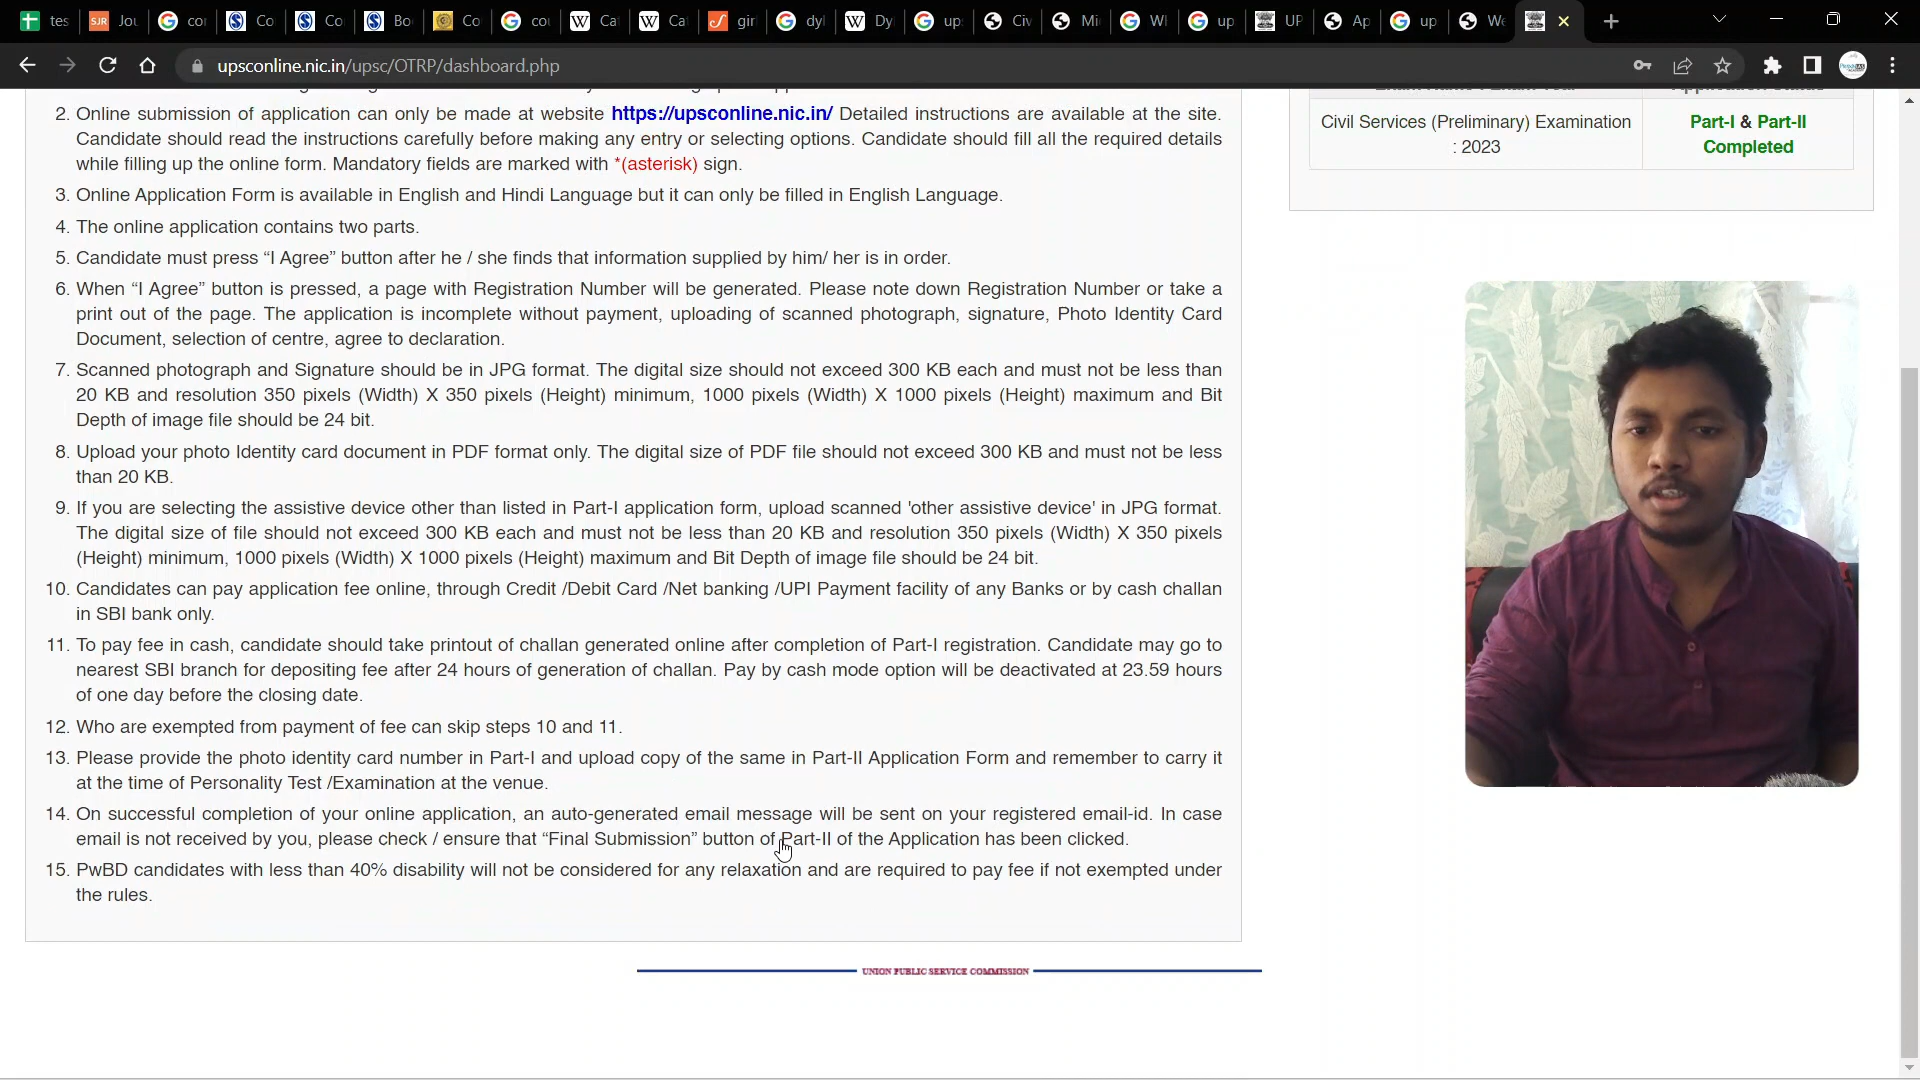 tes
Jou
Co
Co
Bo
Co
cou
Ca
Ca
gir
dyl
Dy
up
Civ
Mi
Wl
up
UP
Ap
up
We
upsconline.nic.in/upsc/OTRP/dashboard.php
2. Online submission of application can only be made at website https://upsconline.nic.in/ Detailed instructions are available at the site.
Candidate should read the instructions carefully before making any entry or selecting options. Candidate should fill all the required details
while filling up the online form. Mandatory fields are marked with *(asterisk) sign.
3. Online Application Form is available in English and Hindi Language but it can only be filled in English Language.
4. The online application contains two parts.
5. Candidate must press “I Agree” button after he / she finds that information supplied by him/ her is in order.
6. When “I Agree” button is pressed, a page with Registration Number will be generated. Please note down Registration Number or take a
print out of the page. The application is incomplete without payment, uploading of scanned photograph, signature, Photo Identity Card
Document, selection of centre, agree to declaration.
7. Scanned photograph and Signature should be in JPG format. The digital size should not exceed 300 KB each and must not be less than
20 KB and resolution 350 pixels (Width) X 350 pixels (Height) minimum, 1000 pixels (Width) X 1000 pixels (Height) maximum and Bit
Depth of image file should be 24 bit.
8. Upload your photo Identity card document in PDF format only. The digital size of PDF file should not exceed 300 KB and must not be less
than 20 KB.
9. If you are selecting the assistive device other than listed in Part-I application form, upload scanned 'other assistive device' in JPG format.
The digital size of file should not exceed 300 KB each and must not be less than 20 KB and resolution 350 pixels (Width) X 350 pixels
(Height) minimum, 1000 pixels (Width) X 1000 pixels (Height) maximum and Bit Depth of image file should be 24 bit.
10. Candidates can pay application fee online, through Credit /Debit Card /Net banking /UPI Payment facility of any Banks or by cash challan
in SBI bank only.
11. To pay fee in cash, candidate should take printout of challan generated online after completion of Part-I registration. Candidate may go to
nearest SBI branch for depositing fee after 24 hours of generation of challan. Pay by cash mode option will be deactivated at 23.59 hours
of one day before the closing date.
12. Who are exempted from payment of fee can skip steps 10 and 11.
13. Please provide the photo identity card number in Part-I and upload copy of the same in Part-II Application Form and remember to carry it
at the time of Personality Test /Examination at the venue.
14. On successful completion of your online application, an auto-generated email message will be sent on your registered email-id. In case
email is not received by you, please check / ensure that “Final Submission” button of Part-II of the Application has been clicked.
15. PwBD candidates with less than 40% disability will not be considered for any relaxation and are required to pay fee if not exempted under
the rules.
UNION PUBLIC SERVICE COMMISSION
Civil Services (Preliminary) Examination
: 2023
Part-I & Part-II
Completed